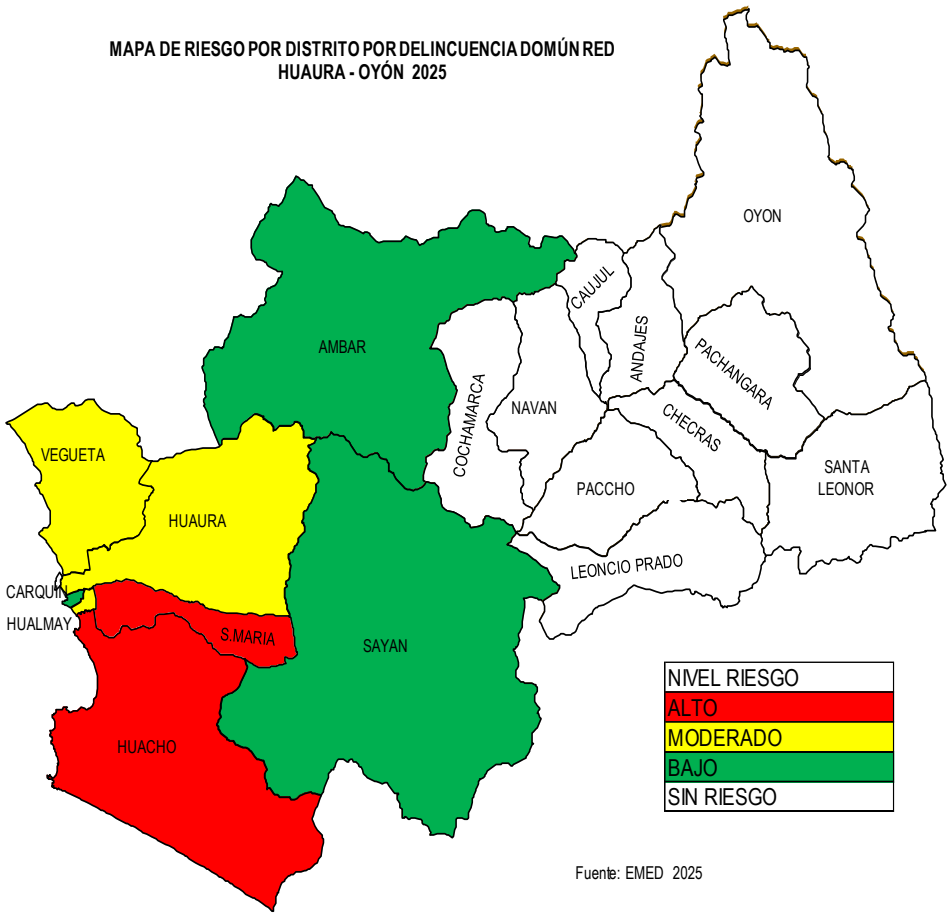 MAPA DE RIESGO POR DISTRITO POR DELINCUENCIA DOMÚN RED
HUAURA - OYÓN 2025
OYON
CAUJUL
ANDAJES
AMBAR
PACHANGARA
COCHAMARCA
NAVAN
CHECRAS
VEGUETA
SANTA
LEONOR
PACCHO
HUAURA
LEONCIO PRADO
CARQUIN
HUALMAY
S.MARIA
SAYAN
HUACHO
NIVEL RIESGO
ALTO
MODERADO
BAJO
SIN RIESGO
Fuente: EMED 2025